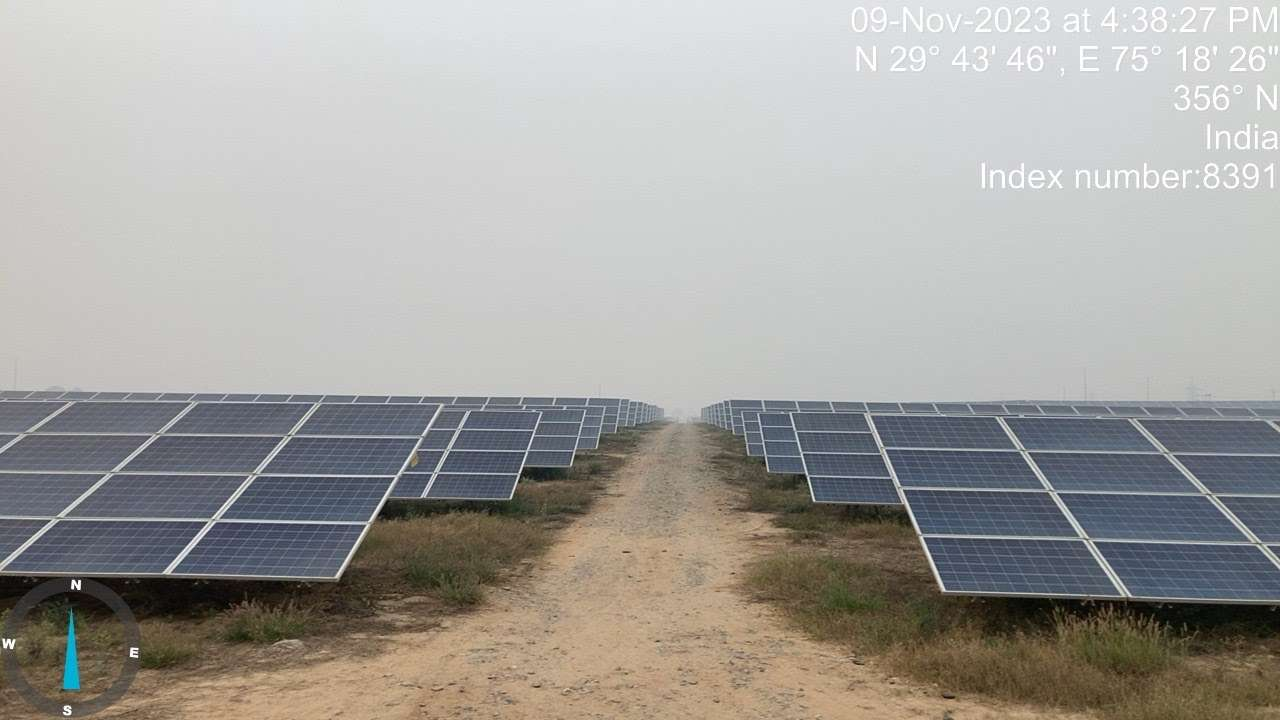 09-Nov-2023 at 4:38:27 PM
N 29° 43' 46", E 75° 18' 26"
356° N
India
Index number:8391
N
W
E
S